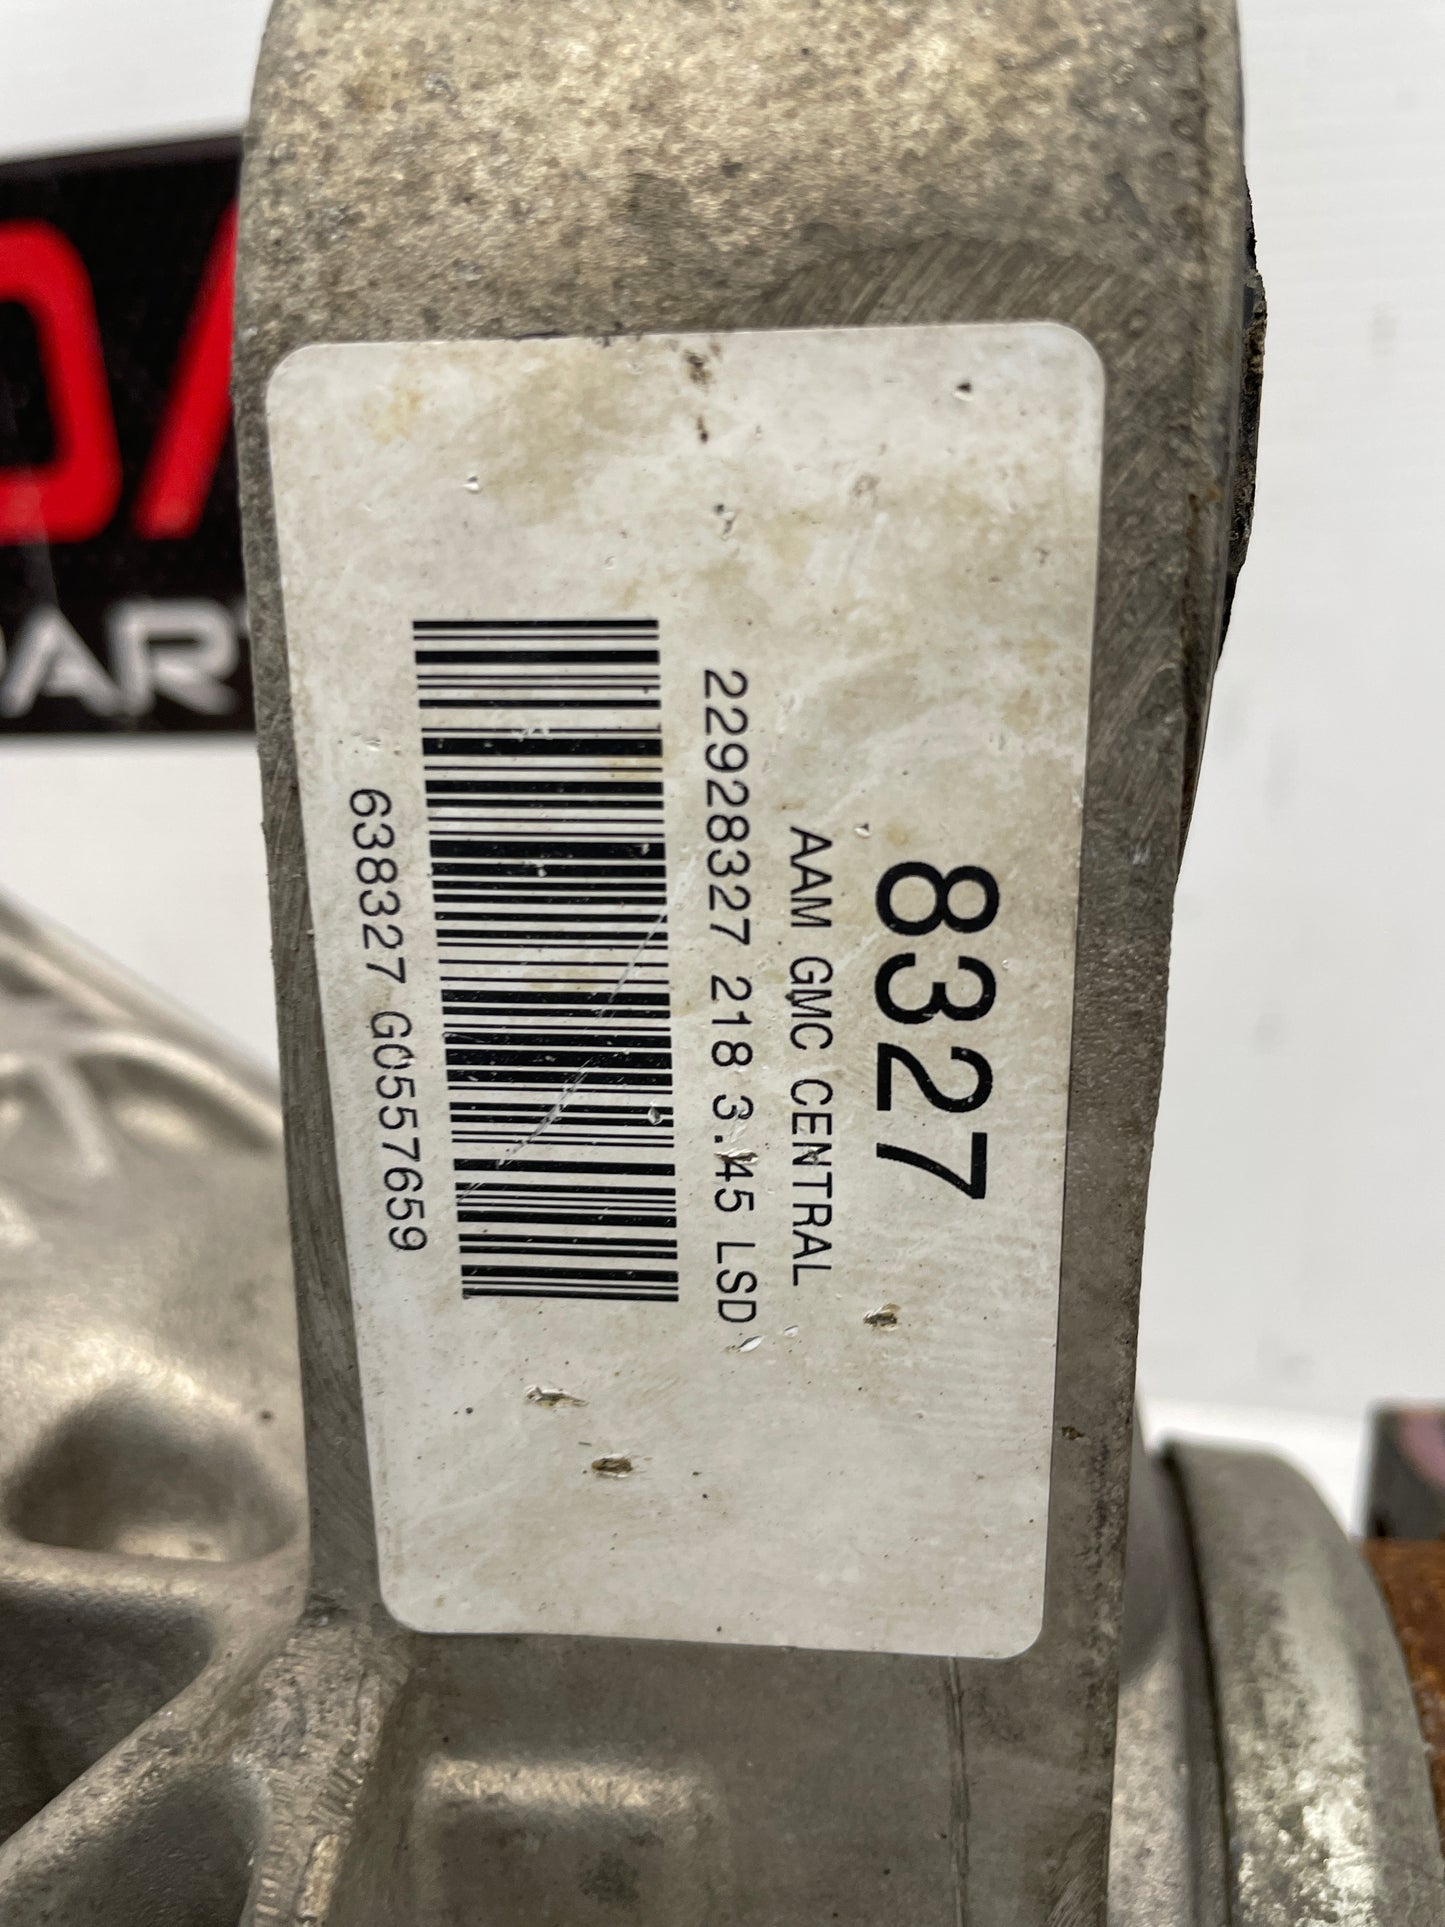 8327
AAM GMC CENTRAL
22928327 218 3.45 LSD
638327 G0557659